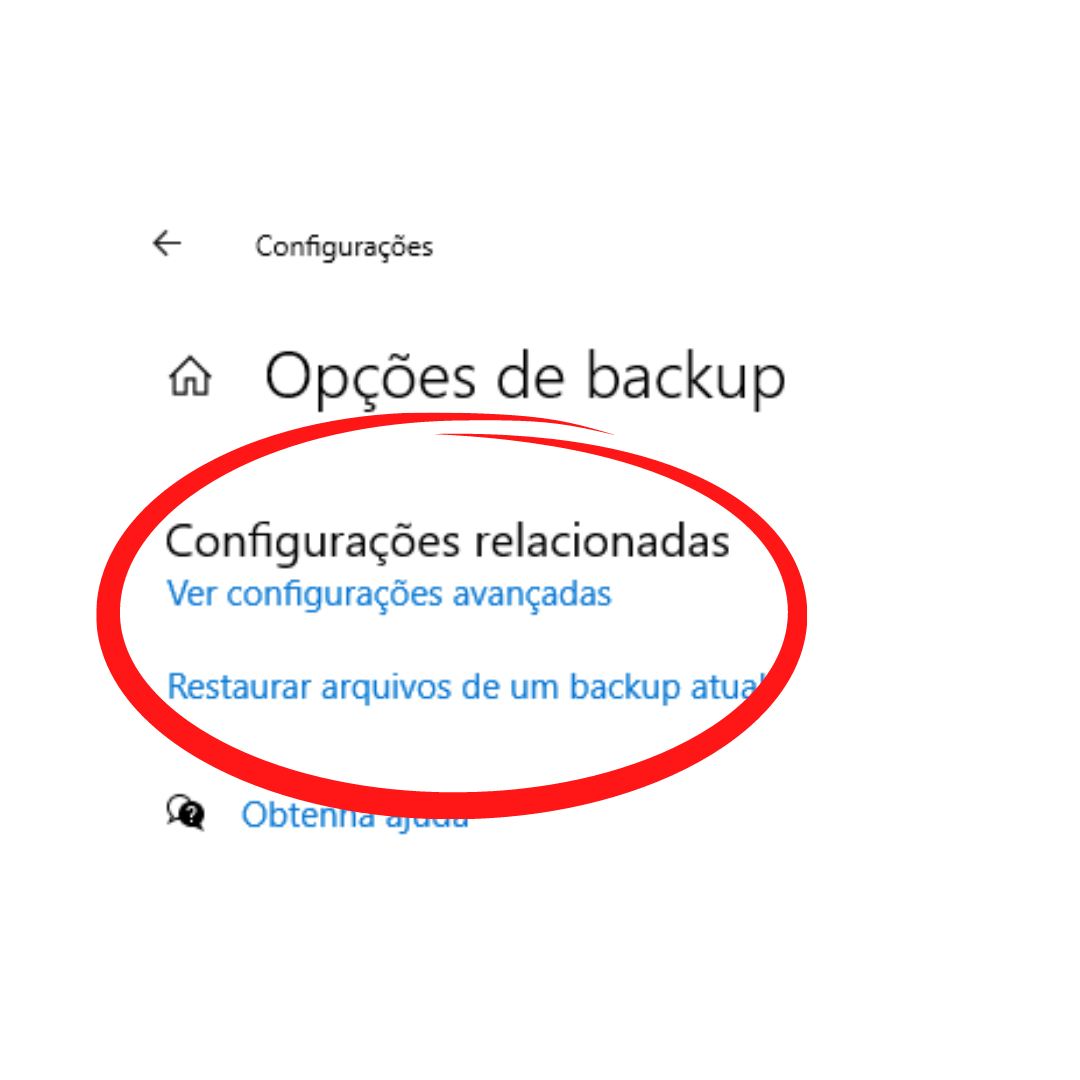 Configurações
Opções de backup
Configurações relacionadas
Ver configurações avançadas
Restaurar arquivos de um backup atual
Obtenha ajuda